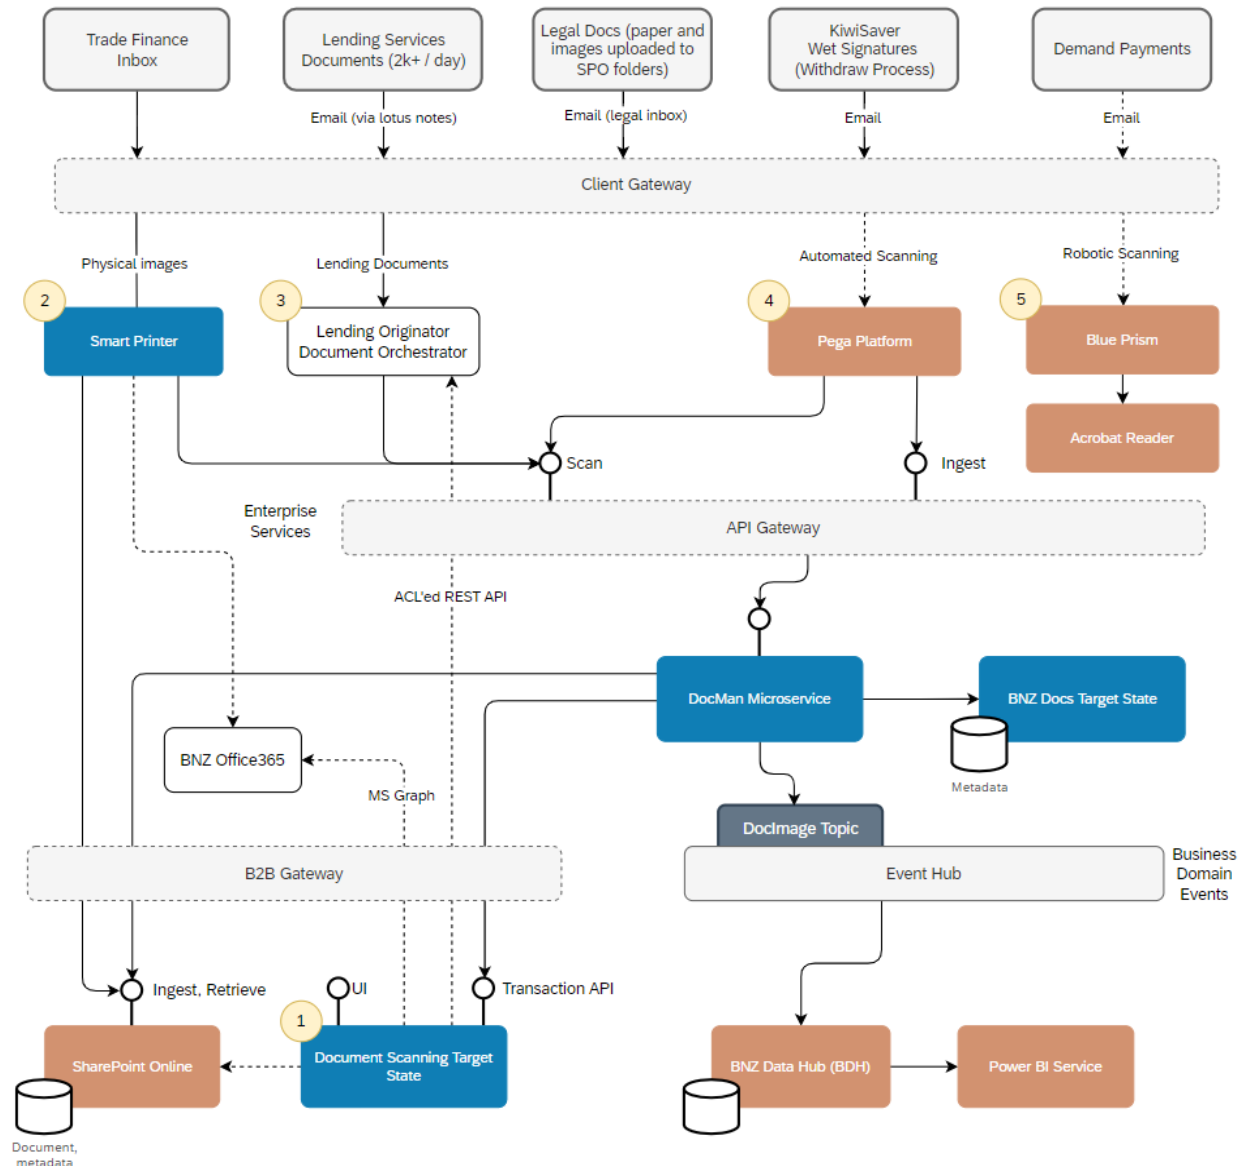 Trade Finance
Inbox
Lending Services
Documents (2k+ / day)
Legal Docs (paper and
images uploaded to
SPO folders)
KiwiSaver
Wet Signatures
(Withdraw Process)
Demand Payments
Email (via lotus notes)
Email (legal inbox)
Email
Email
Client Gateway
Physical images
Lending Documents
Automated Scanning
Robotic Scanning
2
Smart Printer
3
Lending Originator
Document Orchestrator
4
Pega Platform
5
Blue Prism
Acrobat Reader
Scan
Ingest
Enterprise
Services
API Gateway
ACL'ed REST API
DocMan Microservice
BNZ Docs Target State
Metadata
BNZ Office365
MS Graph
DocImage Topic
B2B Gateway
Event Hub
Business
Domain
Events
Ingest, Retrieve
UI
Transaction API
1
SharePoint Online
Document Scanning Target
State
BNZ Data Hub (BDH)
Power BI Service
Document,
metadata